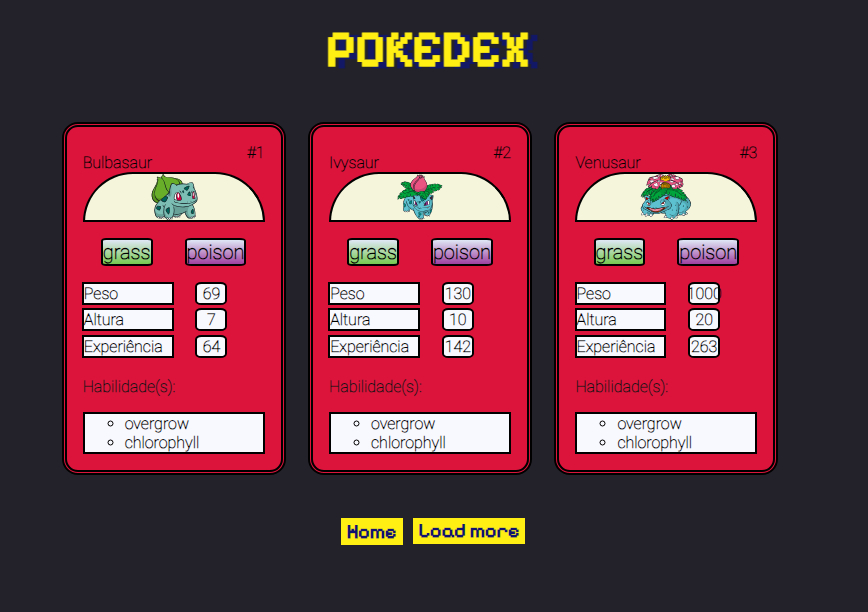 POKEDEX
#1
Bulbasaur
grass poison
Peso 69
Altura 7
Experiência 64
Habilidade(s):
overgrow
chlorophyll
#2
Ivysaur
grass poison
Peso 130
Altura 10
Experiência 142
Habilidade(s):
overgrow
chlorophyll
#3
Venusaur
grass poison
Peso 1000
Altura 20
Experiência 263
Habilidade(s):
overgrow
chlorophyll
Home Load more